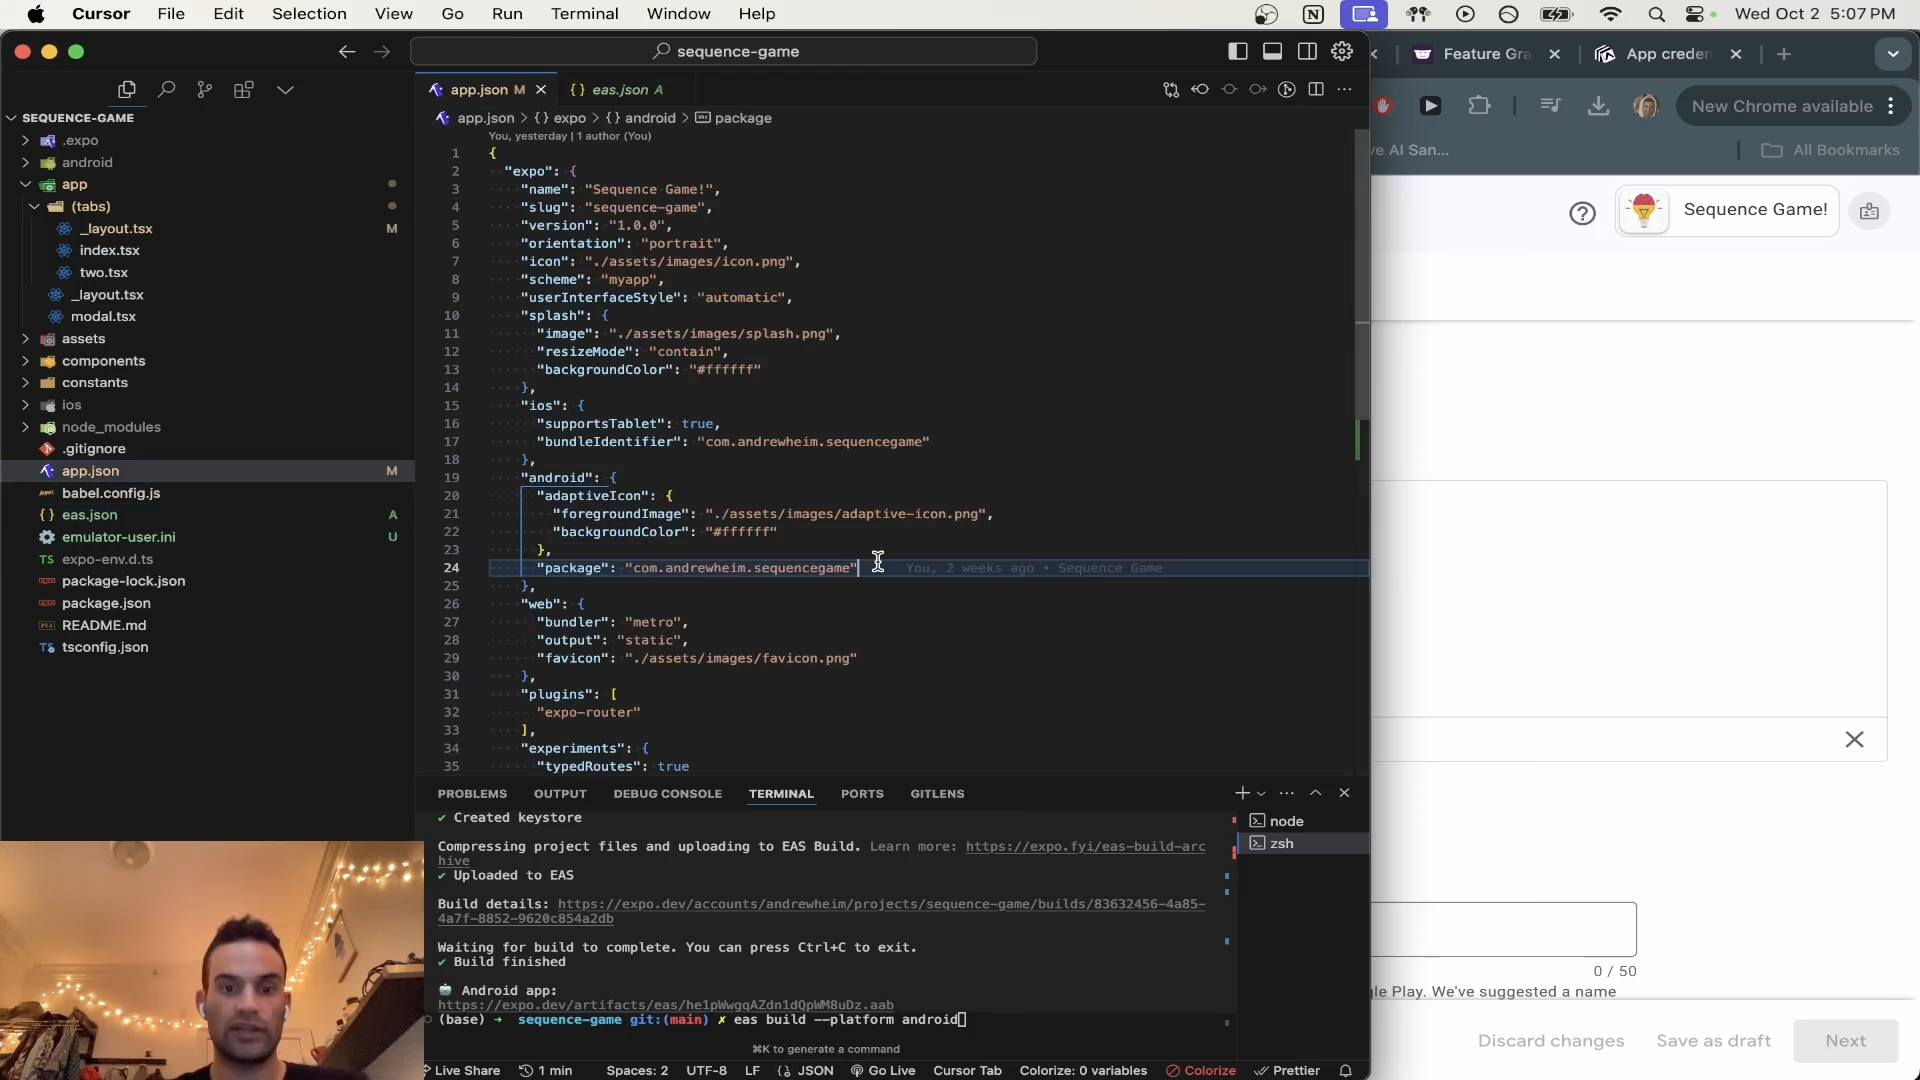 Cursor File Edit Selection View Go Run Terminal Window Help
Wed Oct 2 5:07 PM
sequence-game
Feature Gra
App creden
app.json M
{ } eas.json A
New Chrome available
ve AI San...
All Bookmarks
SEQUENCE-GAME
.expo
android
app
(tabs)
_layout.tsx M
index.tsx
two.tsx
_layout.tsx
modal.tsx
assets
components
constants
ios
node_modules
.gitignore
app.json M
babel.config.js
{ } eas.json A
emulator-user.ini U
TS expo-env.d.ts
package-lock.json
package.json
README.md
tsconfig.json
app.json > { } expo > { } android > package
You, yesterday | 1 author (You)
1 {
2 "expo": {
3 "name": "Sequence Game!",
4 "slug": "sequence-game",
5 "version": "1.0.0",
6 "orientation": "portrait",
7 "icon": "./assets/images/icon.png",
8 "scheme": "myapp",
9 "userInterfaceStyle": "automatic",
10 "splash": {
11 "image": "./assets/images/splash.png",
12 "resizeMode": "contain",
13 "backgroundColor": "#ffffff"
14 },
15 "ios": {
16 "supportsTablet": true,
17 "bundleIdentifier": "com.andrewheim.sequencegame"
18 },
19 "android": {
20 "adaptiveIcon": {
21 "foregroundImage": "./assets/images/adaptive-icon.png",
22 "backgroundColor": "#ffffff"
23 },
24 "package": "com.andrewheim.sequencegame" You, 2 weeks ago • Sequence Game
25 },
26 "web": {
27 "bundler": "metro",
28 "output": "static",
29 "favicon": "./assets/images/favicon.png"
30 },
31 "plugins": [
32 "expo-router"
33 ],
34 "experiments": {
35 "typedRoutes": true
PROBLEMS OUTPUT DEBUG CONSOLE TERMINAL PORTS GITLENS
✔ Created keystore
Compressing project files and uploading to EAS Build. Learn more: https://expo.fyi/eas-build-arc
hive
✔ Uploaded to EAS
Build details: https://expo.dev/accounts/andrewheim/projects/sequence-game/builds/83632456-4a85-
4a7f-8852-9620c854a2db
Waiting for build to complete. You can press Ctrl+C to exit.
✔ Build finished
Android app:
https://expo.dev/artifacts/eas/he1pWwgqAZdn1dQpWM8uDz.aab
(base) ➜ sequence-game git:(main) ✗ eas build --platform android
⌘K to generate a command
node
zsh
Live Share 1 min Spaces: 2 UTF-8 LF JSON Go Live Cursor Tab Colorize: 0 variables Colorize Prettier
Sequence Game!
0 / 50
gle Play. We've suggested a name
Discard changes Save as draft Next